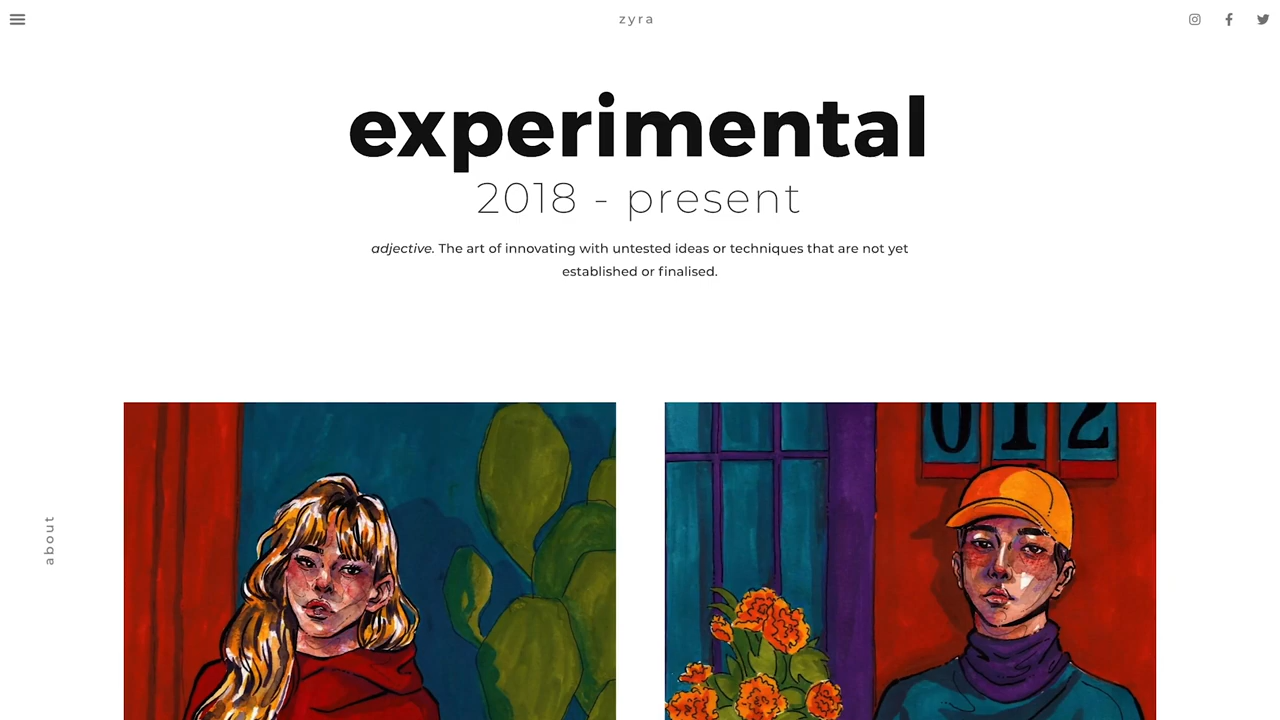 zyra
experimental
2018 - present
adjective. The art of innovating with untested ideas or techniques that are not yet
established or finalised.
012
about